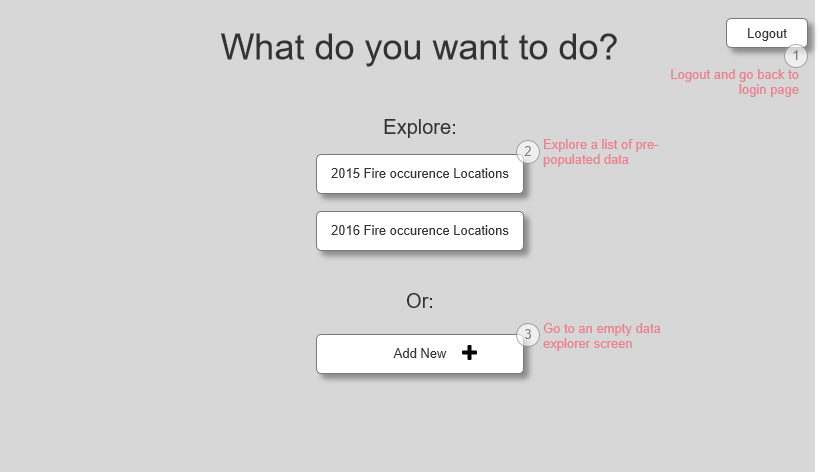 What do you want to do?
Logout
1
Logout and go back to
login page
Explore:
2015 Fire occurence Locations
2
Explore a list of pre-
populated data
2016 Fire occurence Locations
Or:
Add New
3
Go to an empty data
explorer screen